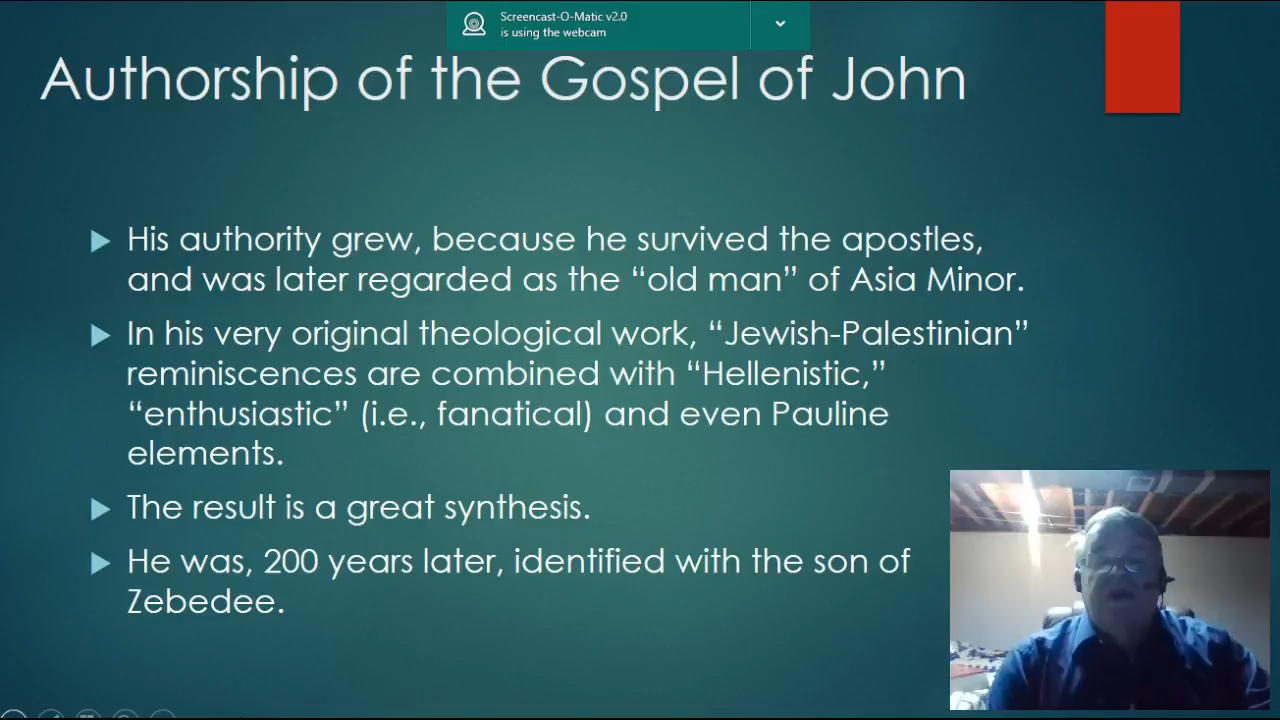 Screencast-O-Matic v2.0
is using the webcam
Authorship of the Gospel of John
His authority grew, because he survived the apostles,
and was later regarded as the “old man” of Asia Minor.
In his very original theological work, “Jewish-Palestinian”
reminiscences are combined with “Hellenistic,”
“enthusiastic” (i.e., fanatical) and even Pauline
elements.
The result is a great synthesis.
He was, 200 years later, identified with the son of
Zebedee.